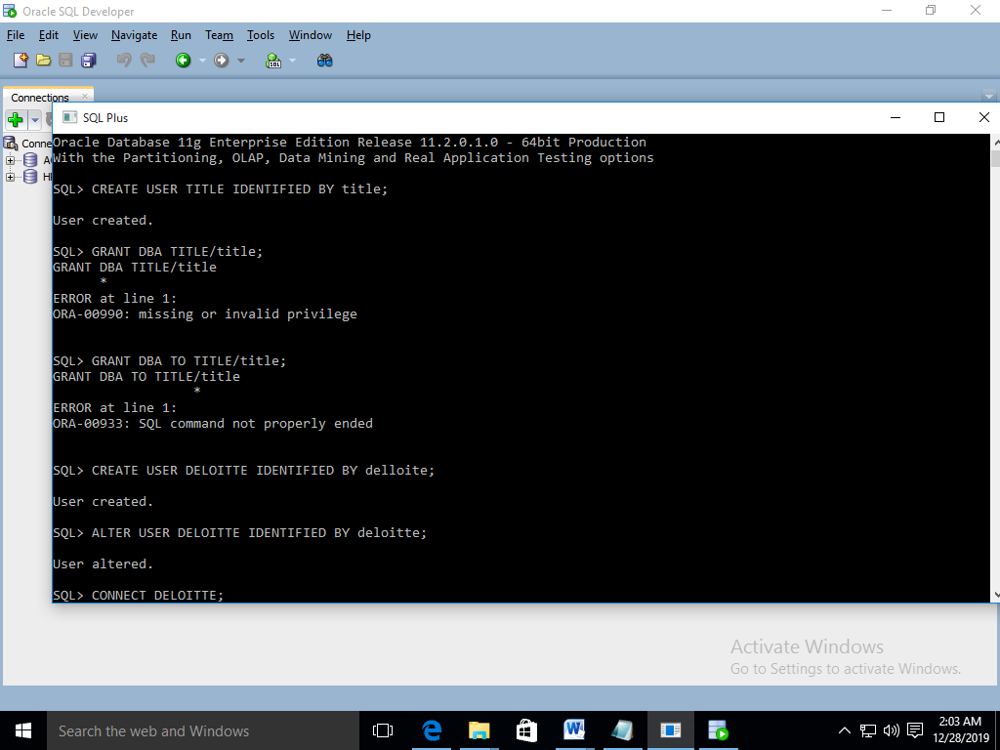 Oracle SQL Developer
File Edit View Navigate Run Team Tools Window Help
SQL
Connections
SQL Plus
Conne
A
HI
Oracle Database 11g Enterprise Edition Release 11.2.0.1.0 - 64bit Production
With the Partitioning, OLAP, Data Mining and Real Application Testing options
SQL> CREATE USER TITLE IDENTIFIED BY title;
User created.
SQL> GRANT DBA TITLE/title;
GRANT DBA TITLE/title
*
ERROR at line 1:
ORA-00990: missing or invalid privilege
SQL> GRANT DBA TO TITLE/title;
GRANT DBA TO TITLE/title
*
ERROR at line 1:
ORA-00933: SQL command not properly ended
SQL> CREATE USER DELOITTE IDENTIFIED BY delloite;
User created.
SQL> ALTER USER DELOITTE IDENTIFIED BY deloitte;
User altered.
SQL> CONNECT DELOITTE;
Activate Windows
Go to Settings to activate Windows.
Search the web and Windows
2:03 AM
12/28/2019